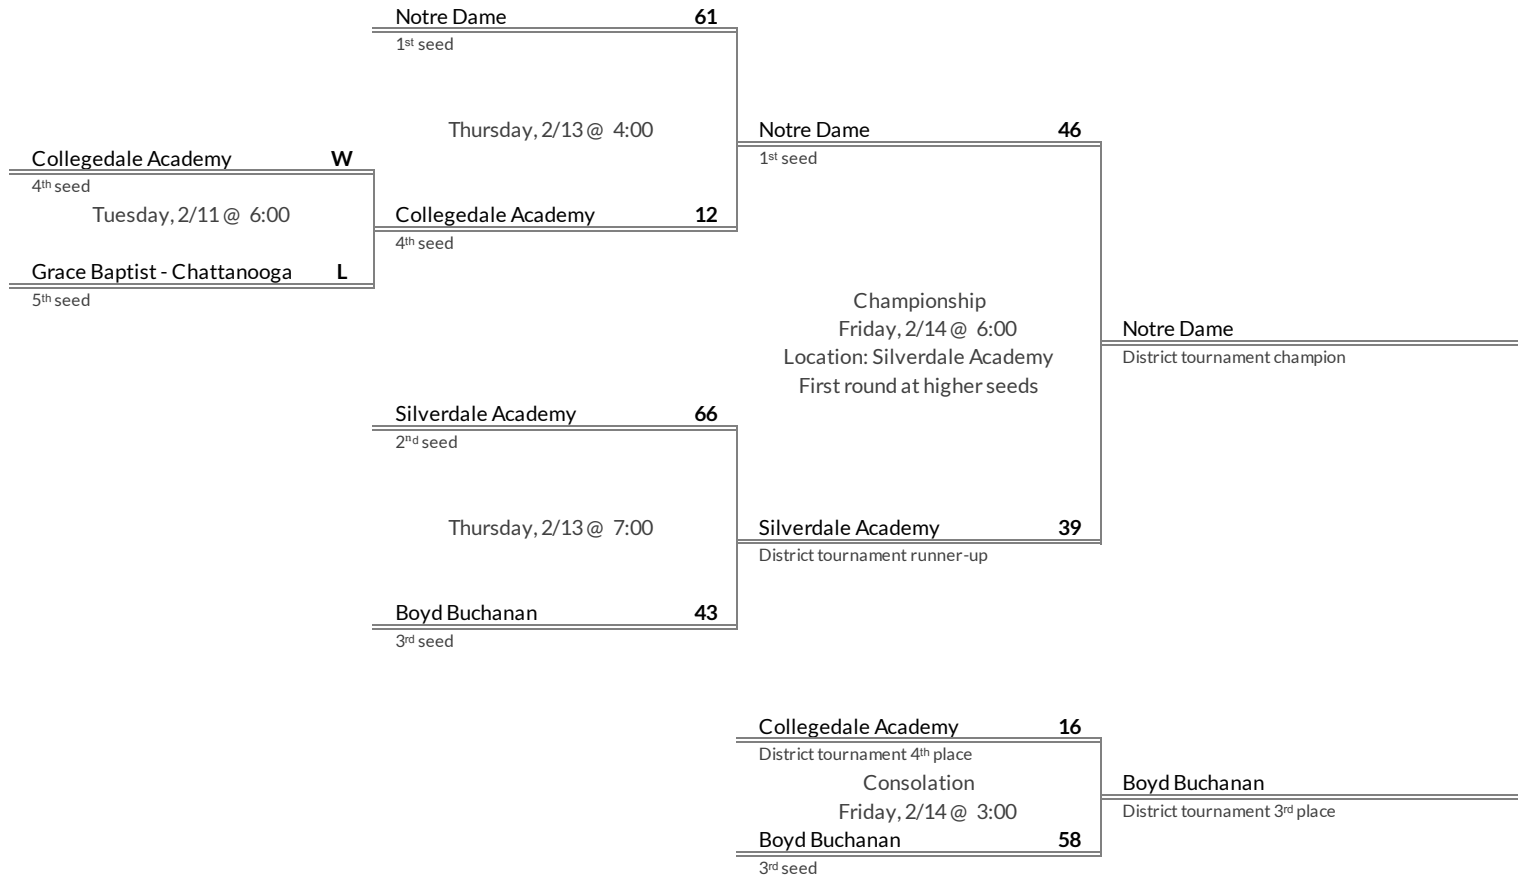 Notre Dame 61
1st seed
Thursday, 2/13 @ 4:00
Notre Dame 46
1st seed
Collegedale Academy W
4th seed
Tuesday, 2/11 @ 6:00
Collegedale Academy 12
4th seed
Grace Baptist - Chattanooga L
5th seed
Championship
Friday, 2/14 @ 6:00
Location: Silverdale Academy
First round at higher seeds
Notre Dame
District tournament champion
Silverdale Academy 66
2nd seed
Thursday, 2/13 @ 7:00
Silverdale Academy 39
District tournament runner-up
Boyd Buchanan 43
3rd seed
Collegedale Academy 16
District tournament 4th place
Consolation
Friday, 2/14 @ 3:00
Boyd Buchanan
District tournament 3rd place
Boyd Buchanan 58
3rd seed